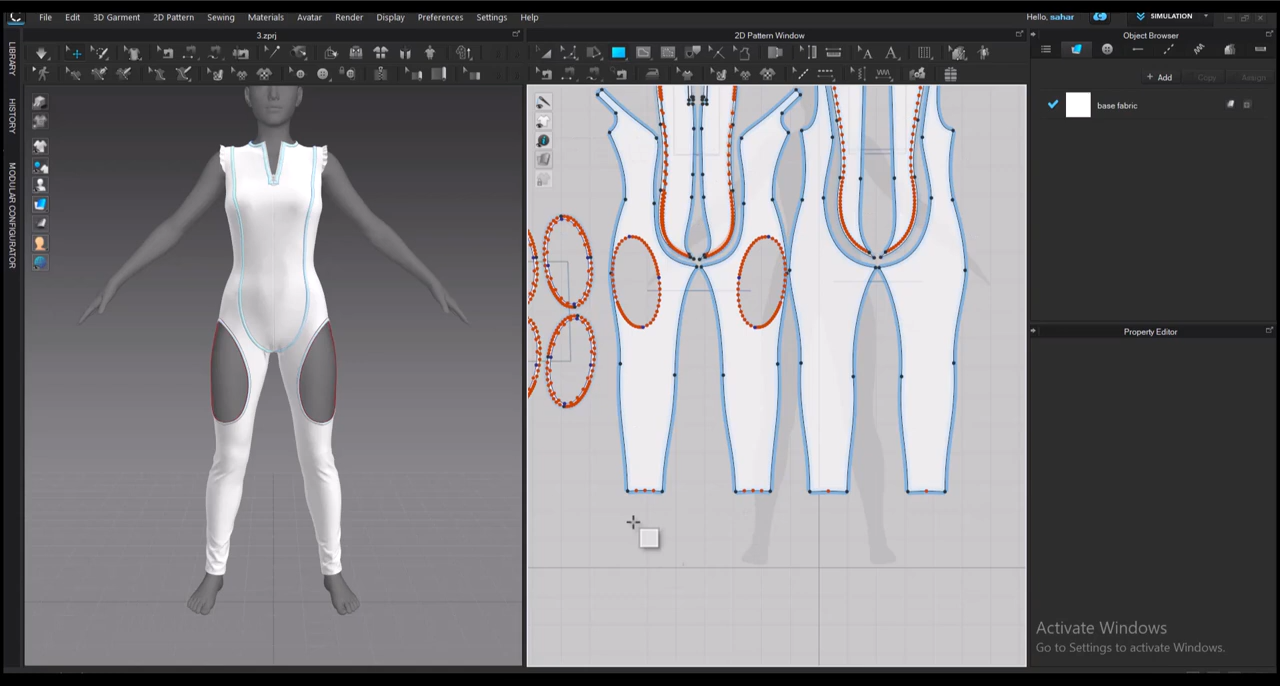 File Edit 3D Garment 2D Pattern Sewing Materials Avatar Render Display Preferences Settings Help
Hello, sahar
SIMULATION
3.zprj
2D Pattern Window
Object Browser
LIBRARY
HISTORY
MODULAR CONFIGURATOR
+ Add
Copy
Assign
base fabric
Property Editor
Activate Windows
Go to Settings to activate Windows.